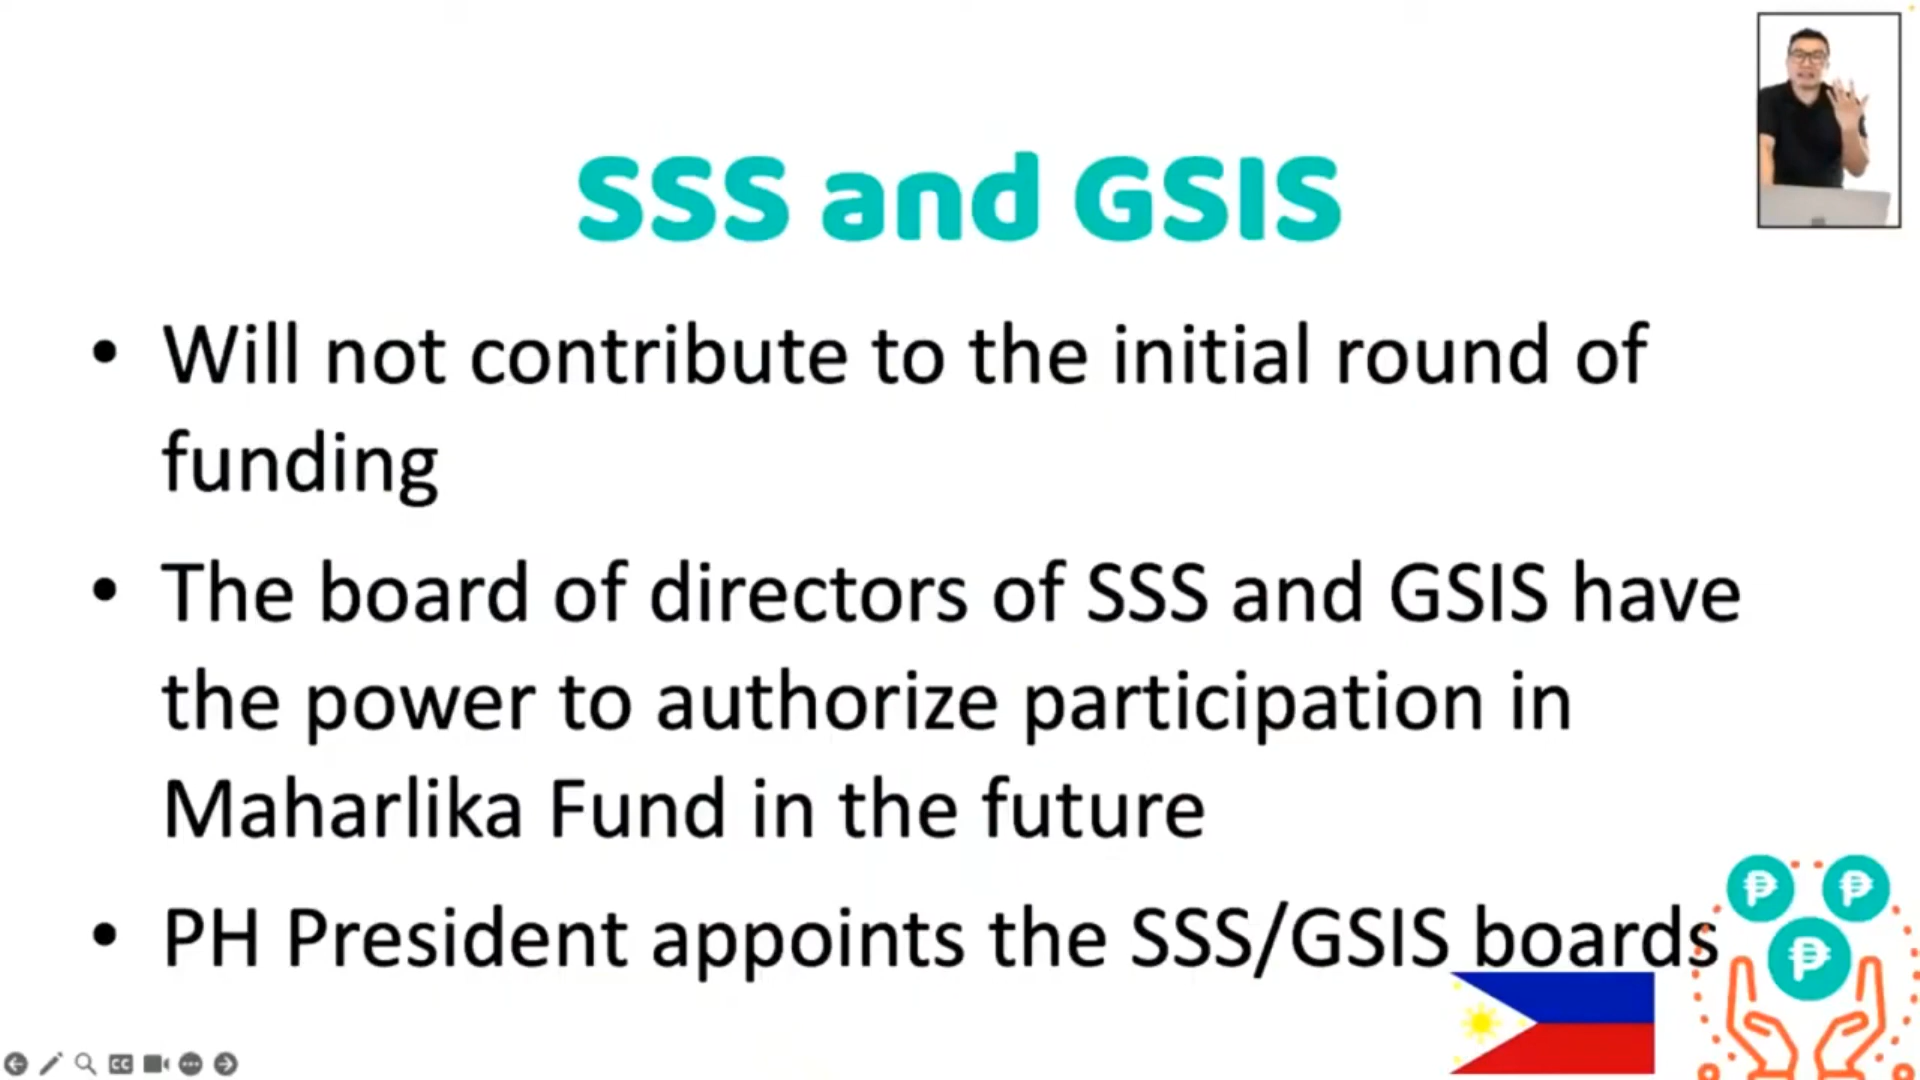 SSS and GSIS
• Will not contribute to the initial round of
funding
• The board of directors of SSS and GSIS have
the power to authorize participation in
Maharlika Fund in the future
• PH President appoints the SSS/GSIS boards
₱ ₱
₱
CC